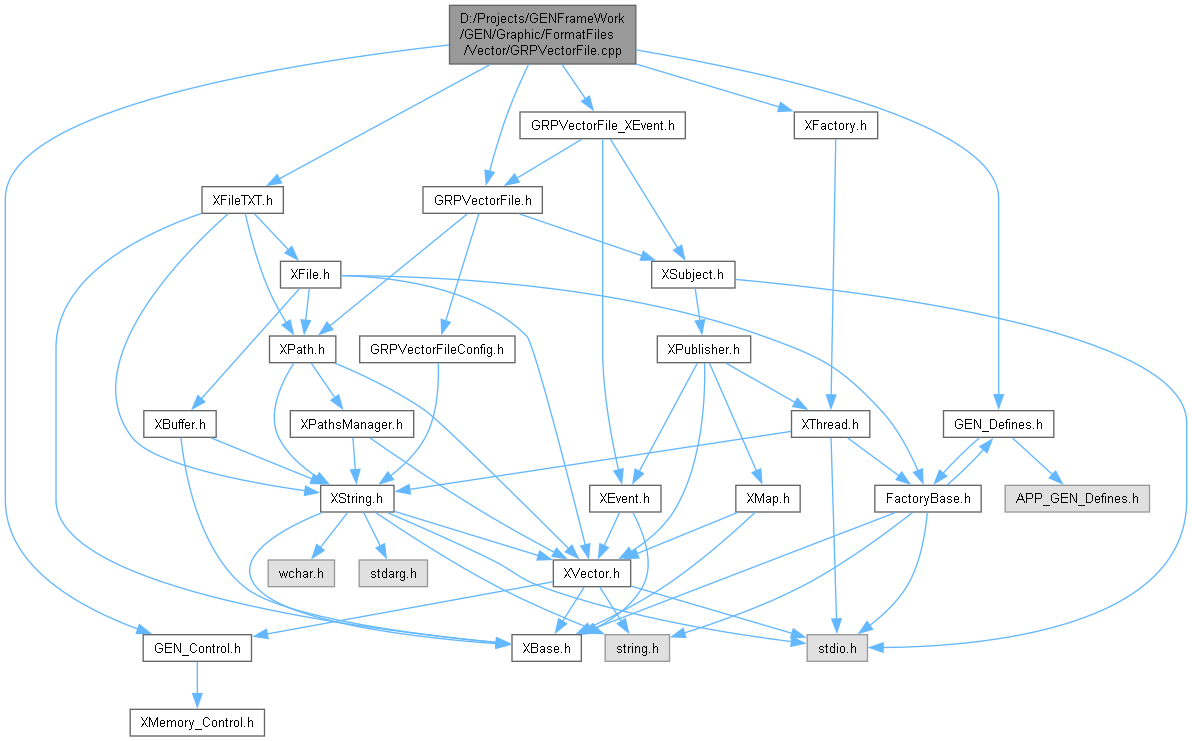 D:/Projects/GENFrameWork
/GEN/Graphic/FormatFiles
/Vector/GRPVectorFile.cpp
GRPVectorFile_XEvent.h
XFactory.h
XFileTXT.h
GRPVectorFile.h
XFile.h
XSubject.h
XPath.h
GRPVectorFileConfig.h
XPublisher.h
XBuffer.h
XPathsManager.h
XThread.h
GEN_Defines.h
XString.h
XEvent.h
XMap.h
FactoryBase.h
APP_GEN_Defines.h
wchar.h
stdarg.h
XVector.h
GEN_Control.h
XBase.h
string.h
stdio.h
XMemory_Control.h